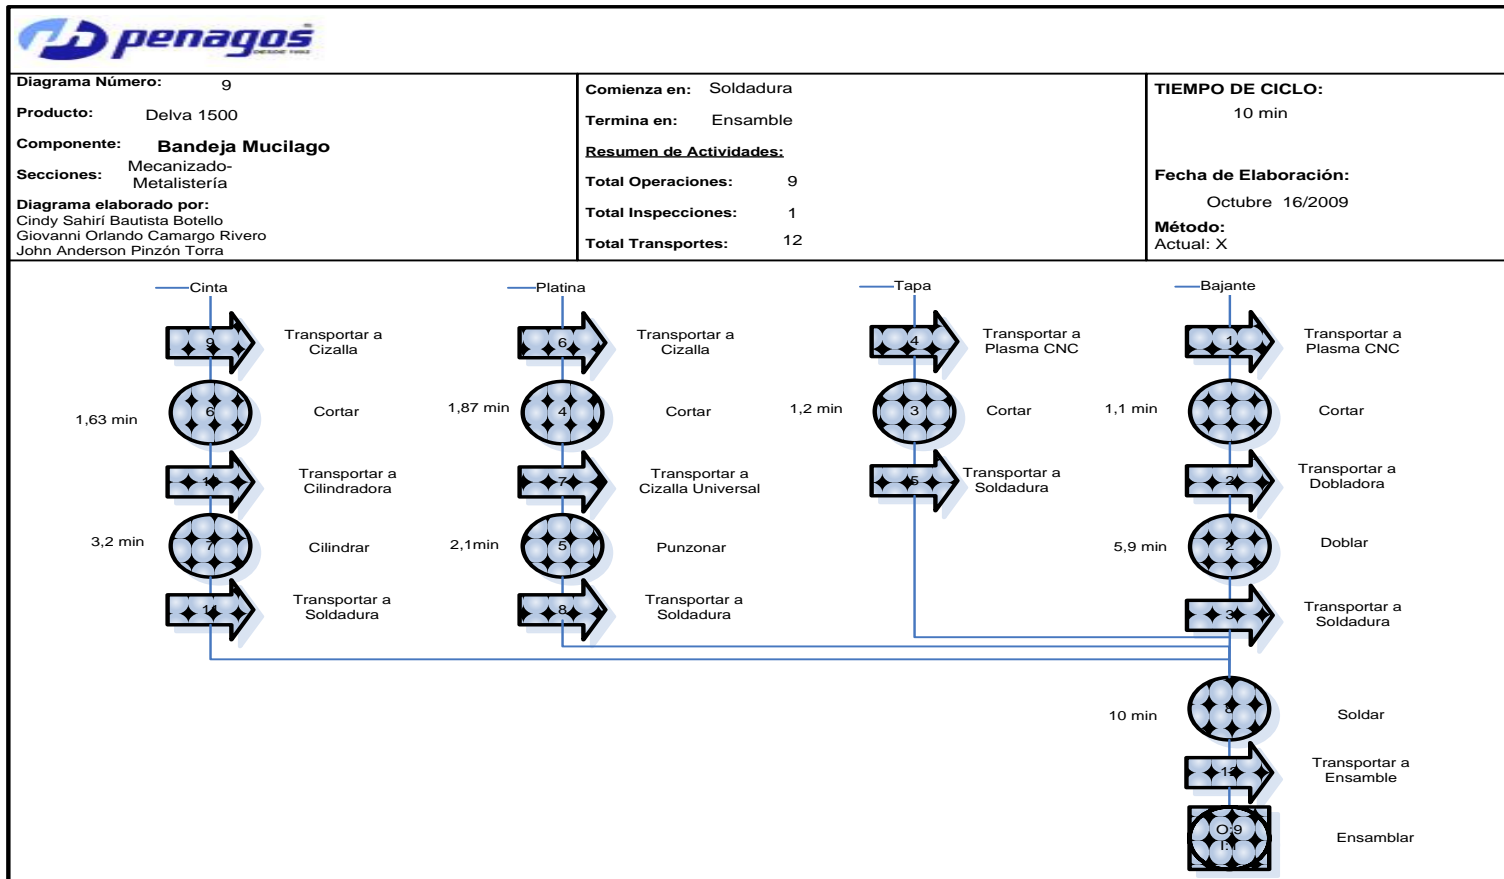 penagos
Diagrama Número: 9
Producto: Delva 1500
Componente: Bandeja Mucilago
Secciones: Mecanizado-
Metalistería
Diagrama elaborado por:
Cindy Sahirí Bautista Botello
Giovanni Orlando Camargo Rivero
John Anderson Pinzón Torra
Comienza en: Soldadura
Termina en: Ensamble
Resumen de Actividades:
Total Operaciones: 9
Total Inspecciones: 1
Total Transportes: 12
TIEMPO DE CICLO:
10 min
Fecha de Elaboración:
Octubre 16/2009
Método:
Actual: X
Cinta
9
Transportar a
Cizalla
1,63 min
6
Cortar
10
Transportar a
Cilindradora
3,2 min
7
Cilindrar
11
Transportar a
Soldadura
Platina
6
Transportar a
Cizalla
1,87 min
4
Cortar
7
Transportar a
Cizalla Universal
2,1min
5
Punzonar
8
Transportar a
Soldadura
Tapa
4
Transportar a
Plasma CNC
1,2 min
3
Cortar
5
Transportar a
Soldadura
Bajante
1
Transportar a
Plasma CNC
1,1 min
1
Cortar
2
Transportar a
Dobladora
5,9 min
2
Doblar
3
Transportar a
Soldadura
10 min
8
Soldar
12
Transportar a
Ensamble
O:9
I:1
Ensamblar